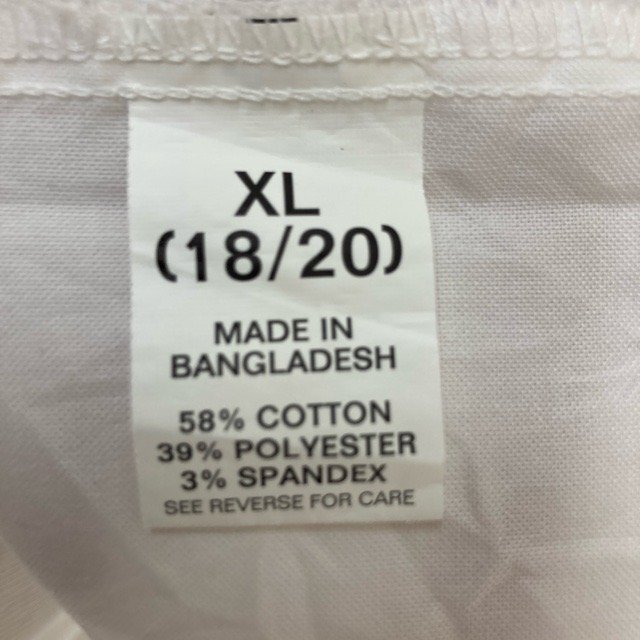 XL
(18/20)
MADE IN
BANGLADESH
58% COTTON
39% POLYESTER
3% SPANDEX
SEE REVERSE FOR CARE